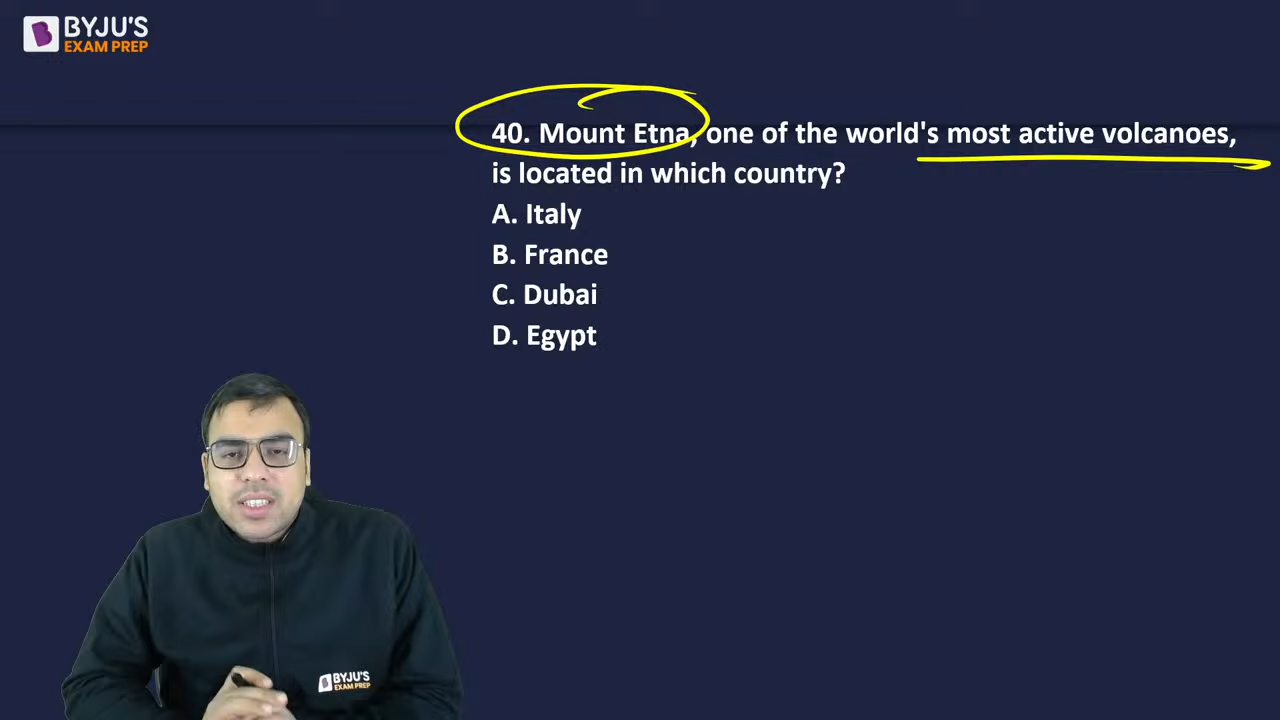 BYJU'S
EXAM PREP
40. Mount Etna, one of the world's most active volcanoes,
is located in which country?
A. Italy
B. France
C. Dubai
D. Egypt
BYJU'S
EXAM PREP